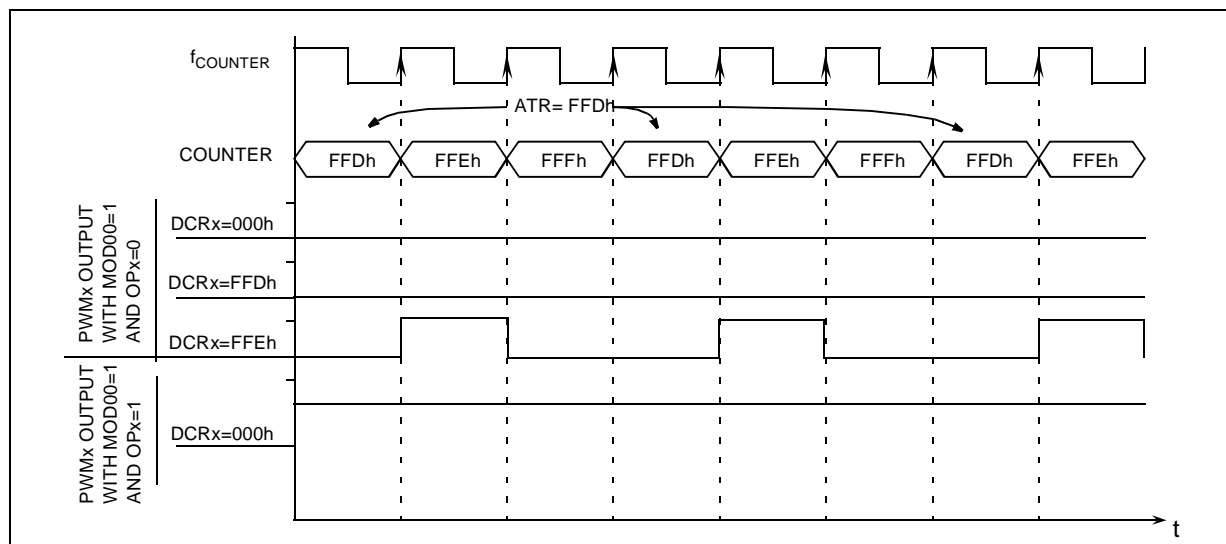 fCOUNTER
ATR= FFDh
COUNTER
FFDh FFEh FFFh FFDh FFEh FFFh FFDh FFEh
PWMx OUTPUT
WITH MOD00=1
AND OPx=0
DCRx=000h
DCRx=FFDh
DCRx=FFEh
PWMx OUTPUT
WITH MOD00=1
AND OPx=1
DCRx=000h
t